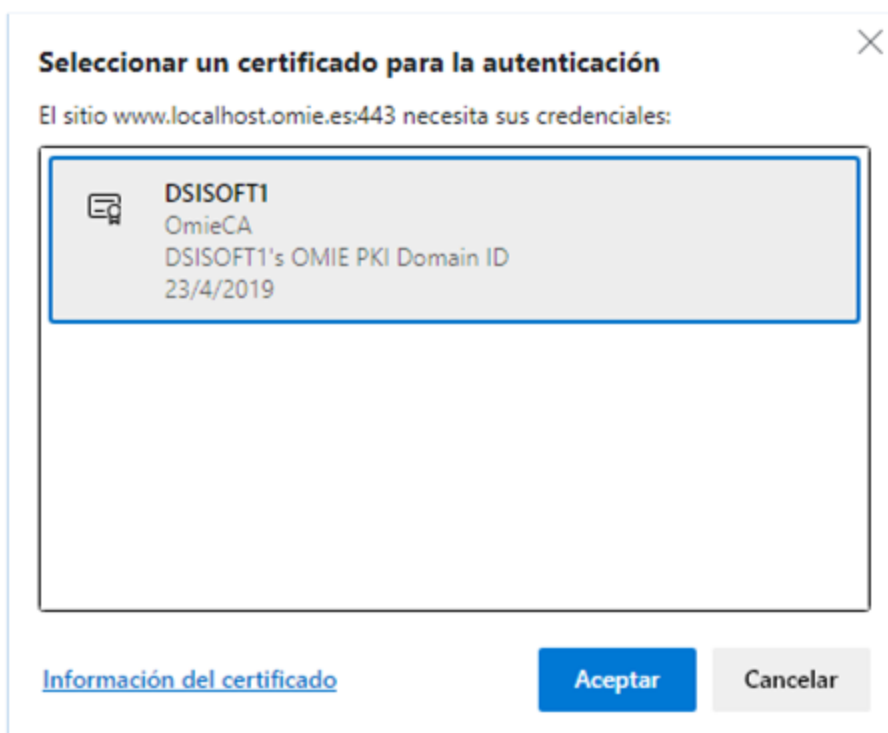 Seleccionar un certificado para la autenticación
El sitio www.localhost.omie.es:443 necesita sus credenciales:
DSISOFT1
OmieCA
DSISOFT1's OMIE PKI Domain ID
23/4/2019
Información del certificado
Aceptar
Cancelar